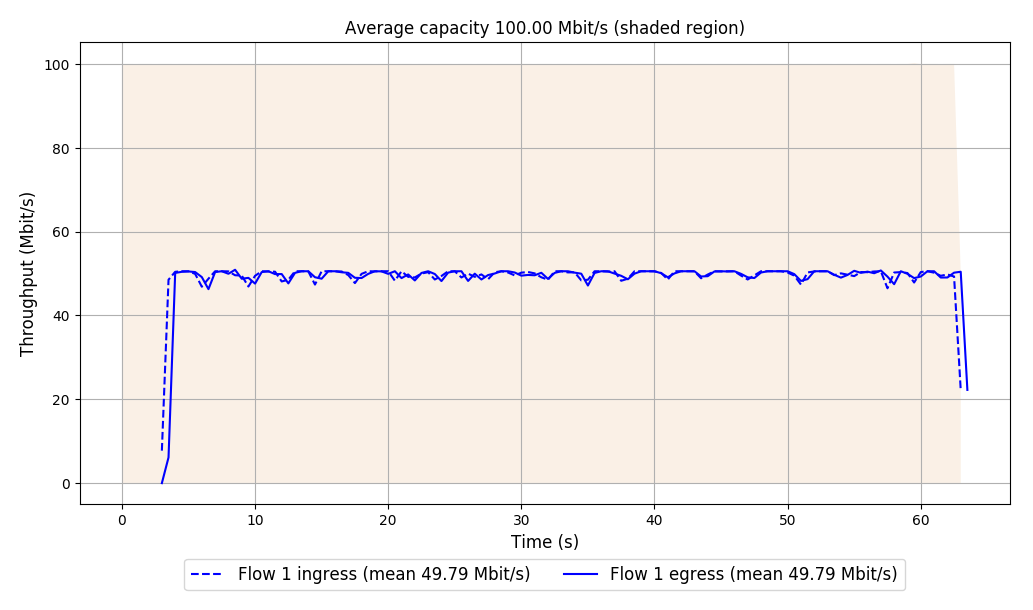 Average capacity 100.00 Mbit/s (shaded region)
100
80
60
40
20
0
Throughput (Mbit/s)
0 10 20 30 40 50 60
Time (s)
Flow 1 ingress (mean 49.79 Mbit/s) Flow 1 egress (mean 49.79 Mbit/s)